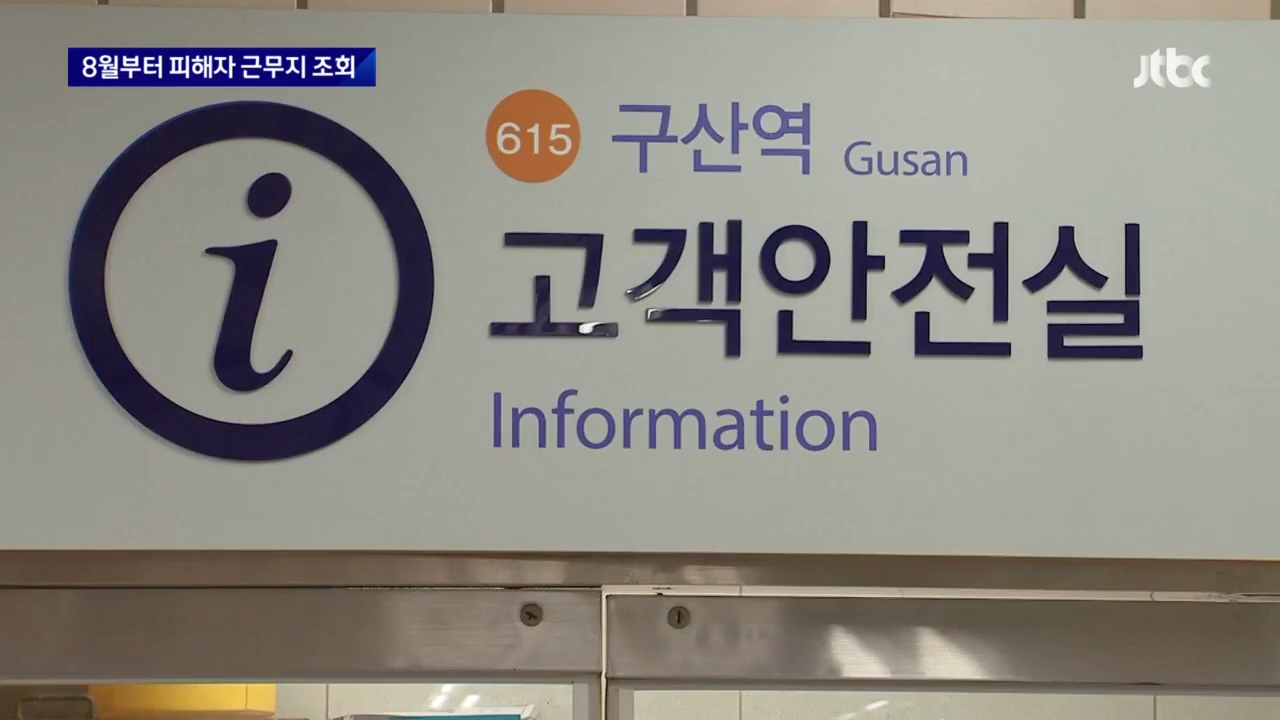 8월부터 피해자 근무지 조회
jtbc
615 구산역 Gusan
i
고객안전실
Information